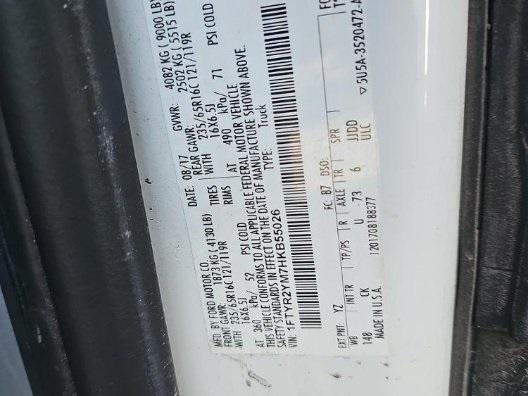 MFD. BY FORD MOTOR CO.
DATE: 08/17 GVWR: 4082 KG ( 9000 LB)
FRONT GAWR: 1873 KG ( 4130 LB) REAR GAWR: 2502 KG ( 5515 LB)
235/65R16C 121/119R TIRES 235/65R16C 121/119R
16X6.5J RIMS WITH 16X6.5J
AT 360 kPa/ 52 PSI COLD AT 490 kPa/ 71 PSI COLD
THIS VEHICLE CONFORMS TO ALL APPLICABLE FEDERAL MOTOR VEHICLE
SAFETY STANDARDS IN EFFECT ON THE DATE OF MANUFACTURE SHOWN ABOVE.
VIN: 1FTYR2YM7HKB55026
TYPE: Truck
EXT PNT: YZ FC: 87 DSO:
WB INT TR TP/PS R AXLE TR SPR
148 CK U 73 6 JJDD
1201708188377 ULC
MADE IN U.S.A.
▽ 5U5A-3520472-A